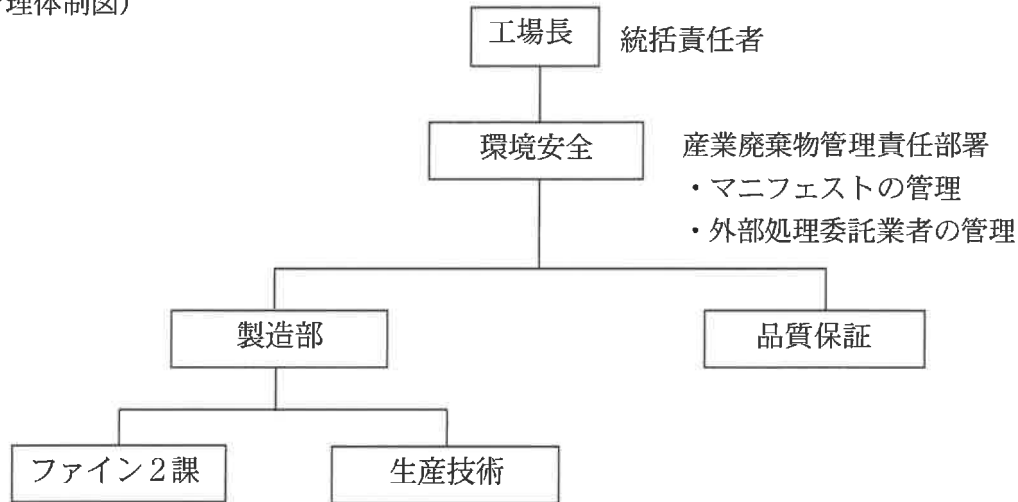 理体制図）
工場長
統括責任者
環境安全
産業廃棄物管理責任部署
・マニフェストの管理
・外部処理委託業者の管理
製造部
品質保証
ファイン２課
生産技術